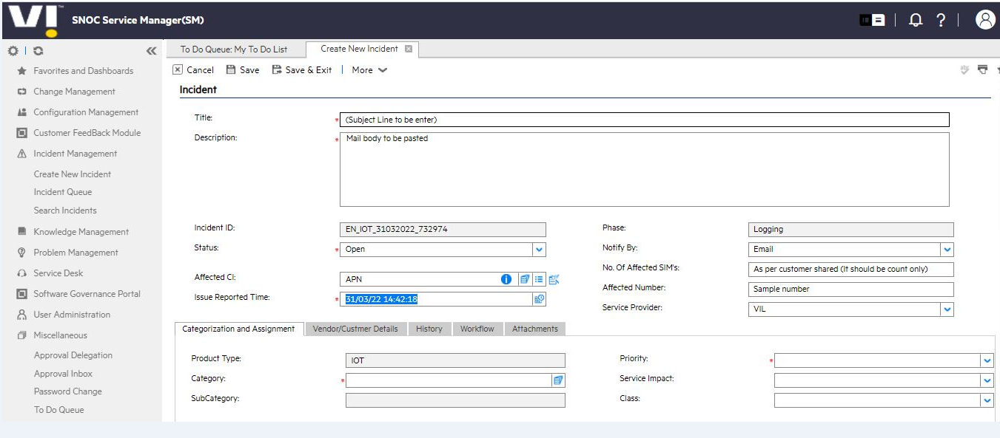 VI™ SNOC Service Manager(SM)
To Do Queue: My To Do List
Create New Incident
Favorites and Dashboards
Change Management
Configuration Management
Customer FeedBack Module
Incident Management
Create New Incident
Incident Queue
Search Incidents
Knowledge Management
Problem Management
Service Desk
Software Governance Portal
User Administration
Miscellaneous
Approval Delegation
Approval Inbox
Password Change
To Do Queue
Cancel Save Save & Exit More
Incident
Title: * (Subject Line to be enter)
Description: * Mail body to be pasted
Incident ID: EN_IOT_31032022_732974
Status: * Open
Affected CI: APN
Issue Reported Time: * 31/03/22 14:42:18
Phase: Logging
Notify By: Email
No. Of Affected SIM's: As per customer shared (It should be count only)
Affected Number: Sample number
Service Provider: VIL
Categorization and Assignment Vendor/Custmer Details History Workflow Attachments
Product Type: IOT
Category: *
SubCategory:
Priority: *
Service Impact:
Class: